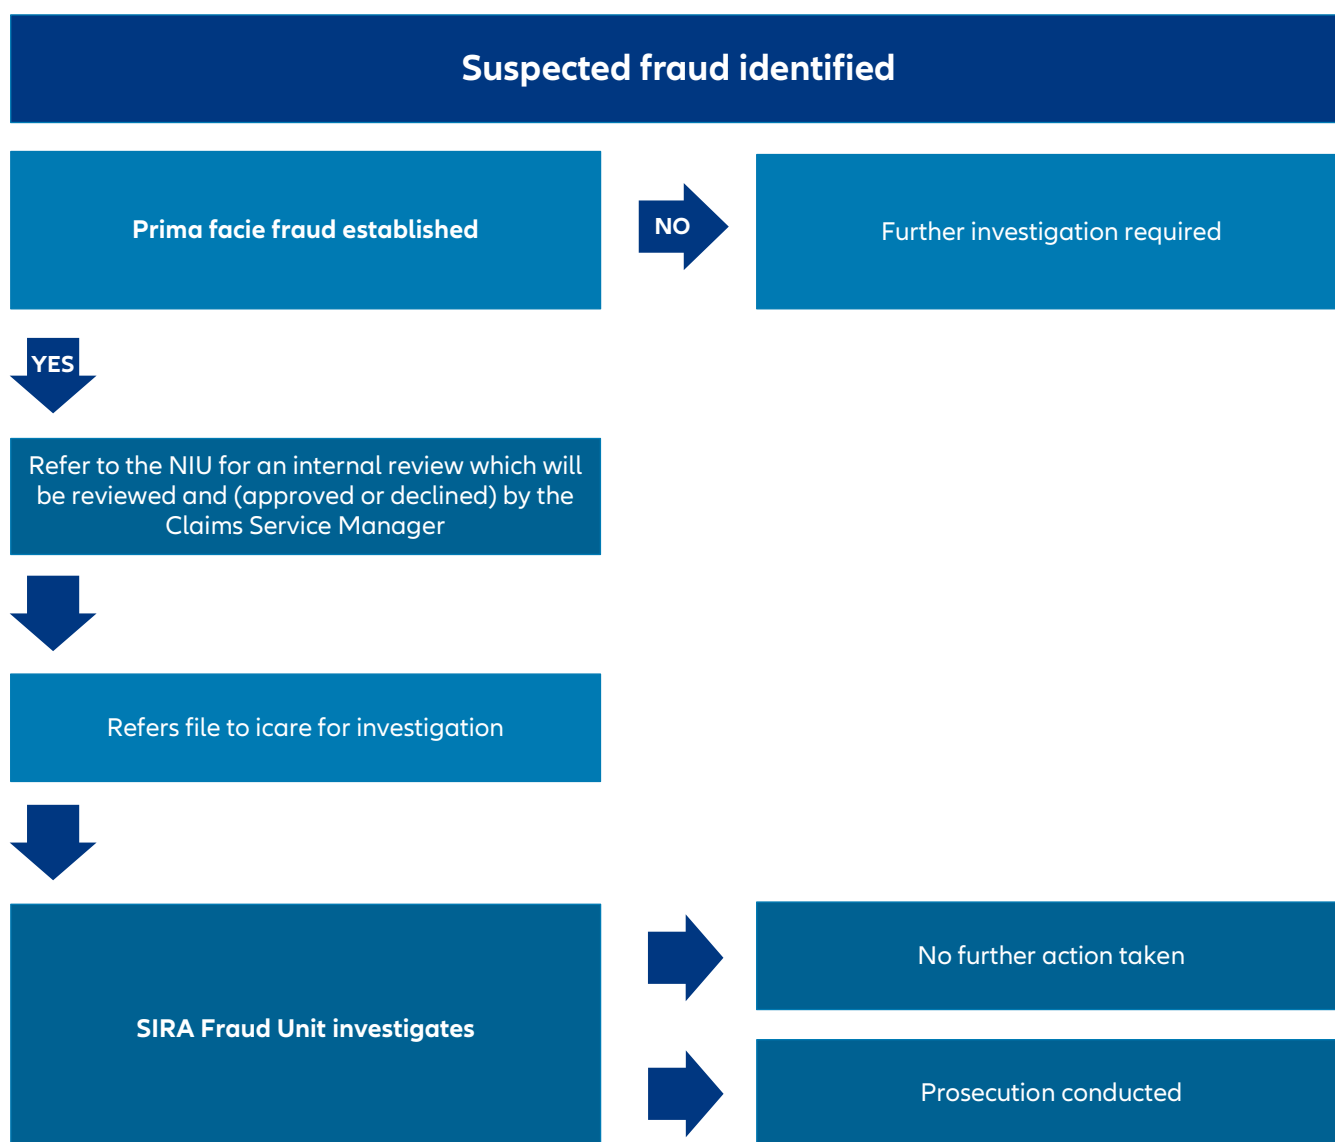 Suspected fraud identified
Prima facie fraud established
NO
Further investigation required
YES
Refer to the NIU for an internal review which will
be reviewed and (approved or declined) by the
Claims Service Manager
Refers file to icare for investigation
SIRA Fraud Unit investigates
No further action taken
Prosecution conducted